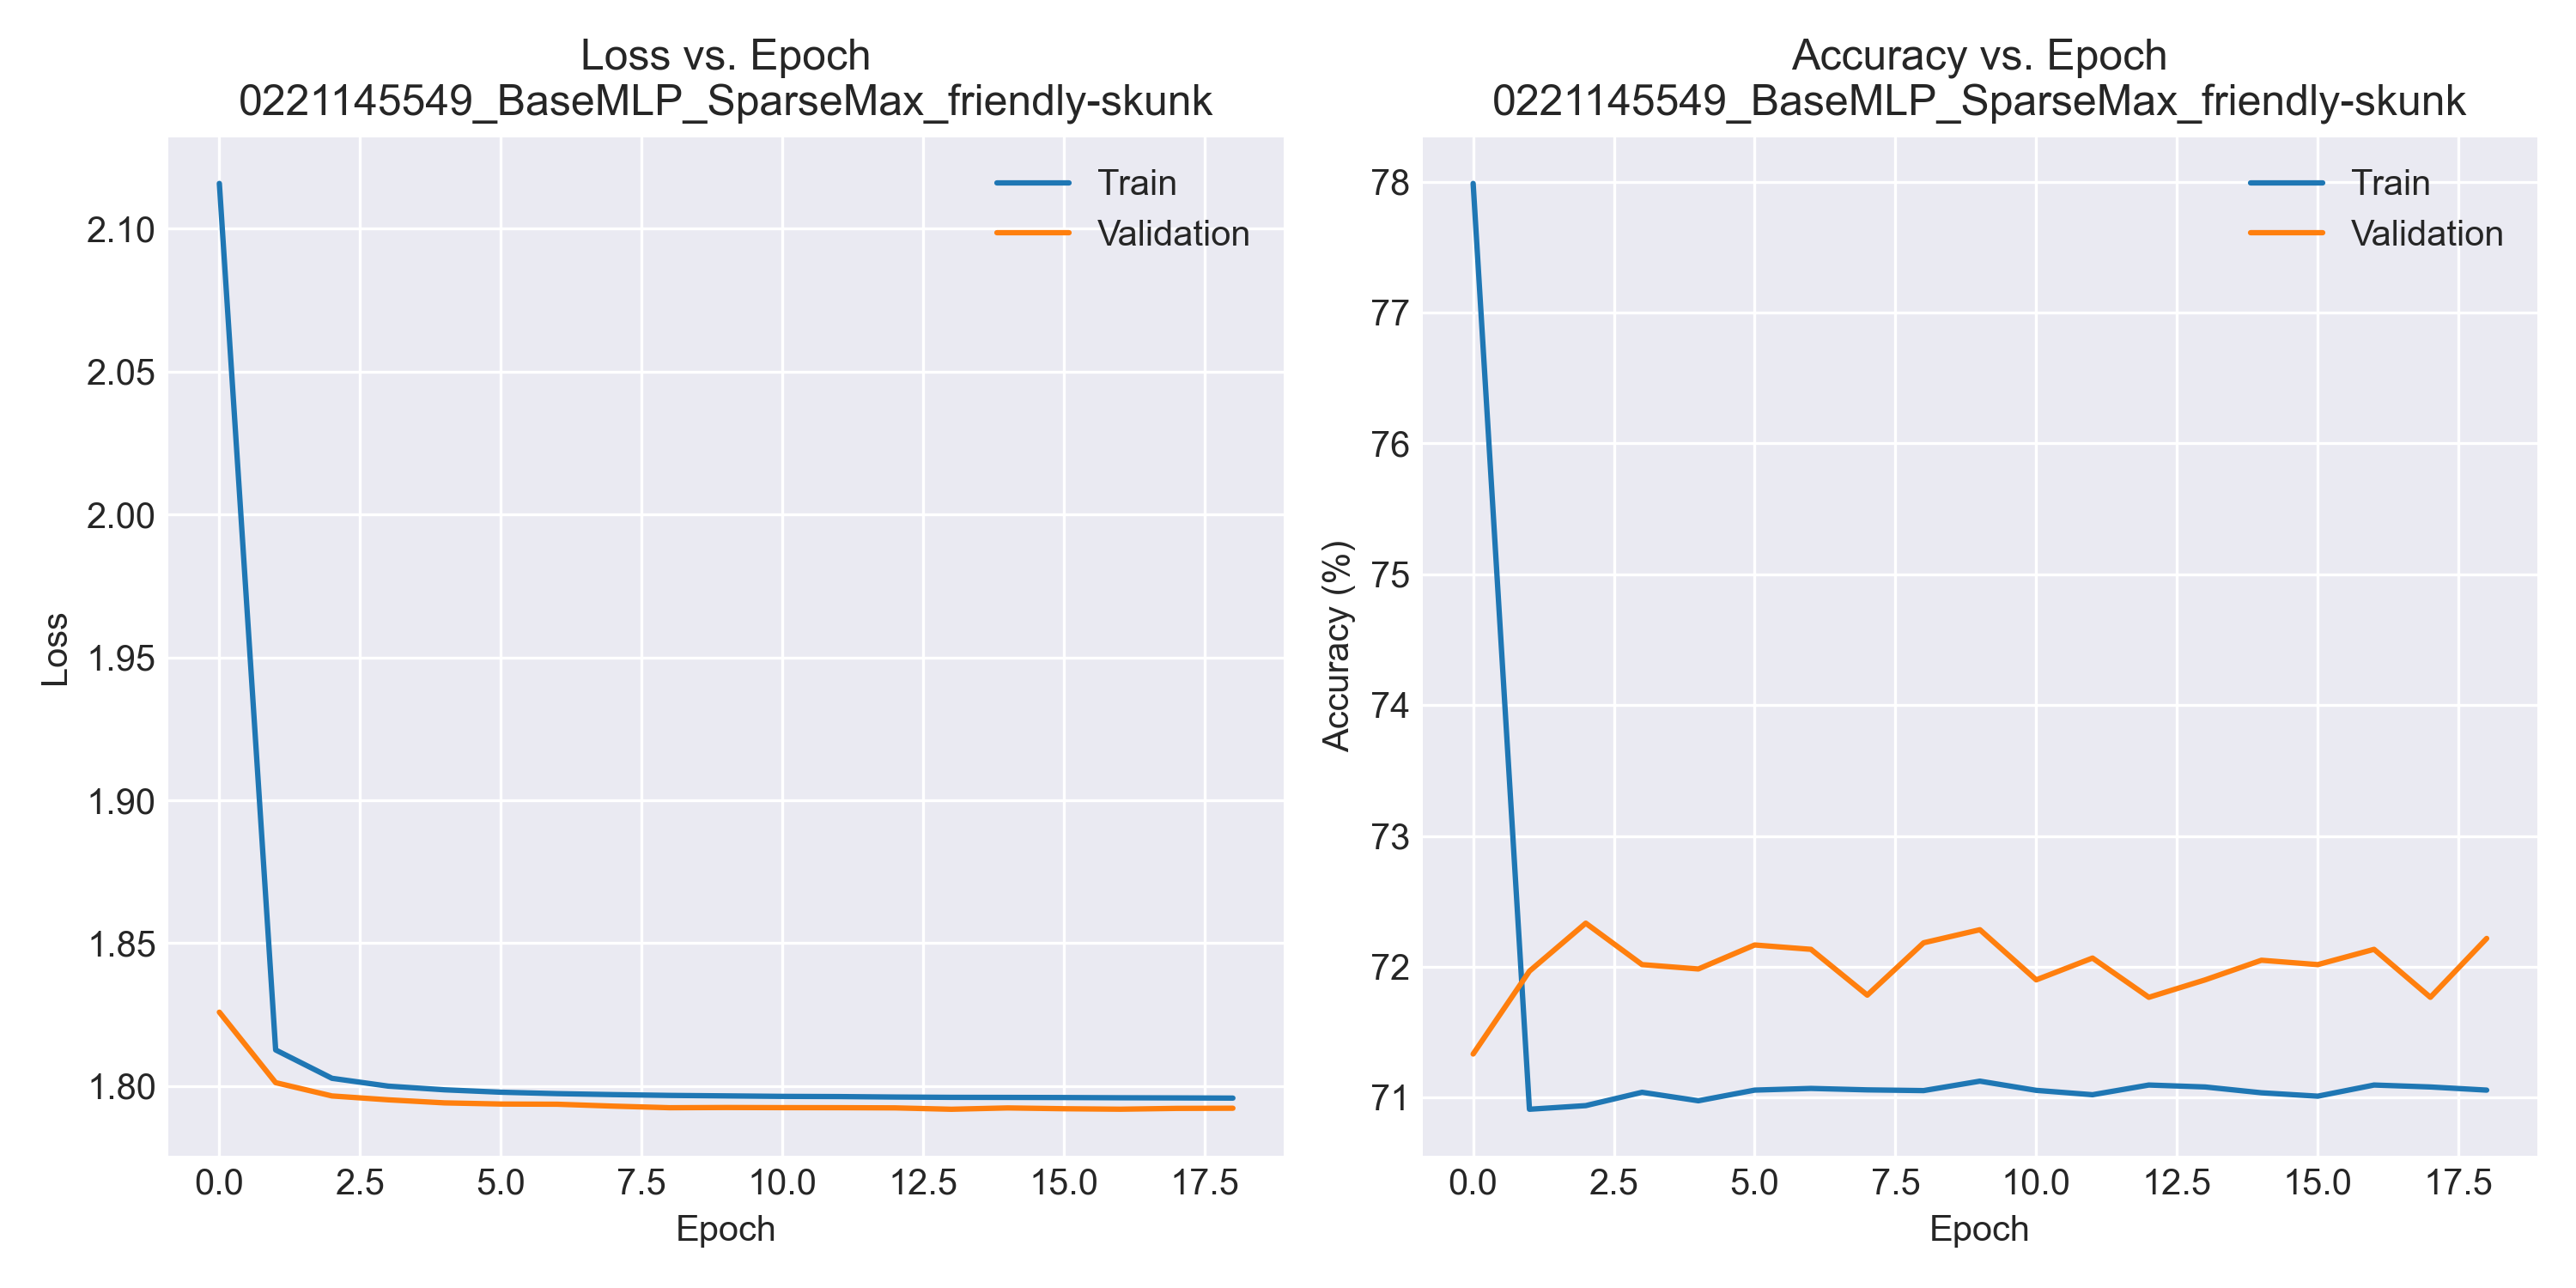 Loss vs. Epoch
0221145549_BaseMLP_SparseMax_friendly-skunk
Train
Validation
2.10
2.05
2.00
1.95
1.90
1.85
1.80
Loss
0.0 2.5 5.0 7.5 10.0 12.5 15.0 17.5
Epoch
Accuracy vs. Epoch
0221145549_BaseMLP_SparseMax_friendly-skunk
Train
Validation
78
77
76
75
74
73
72
71
Accuracy (%)
0.0 2.5 5.0 7.5 10.0 12.5 15.0 17.5
Epoch